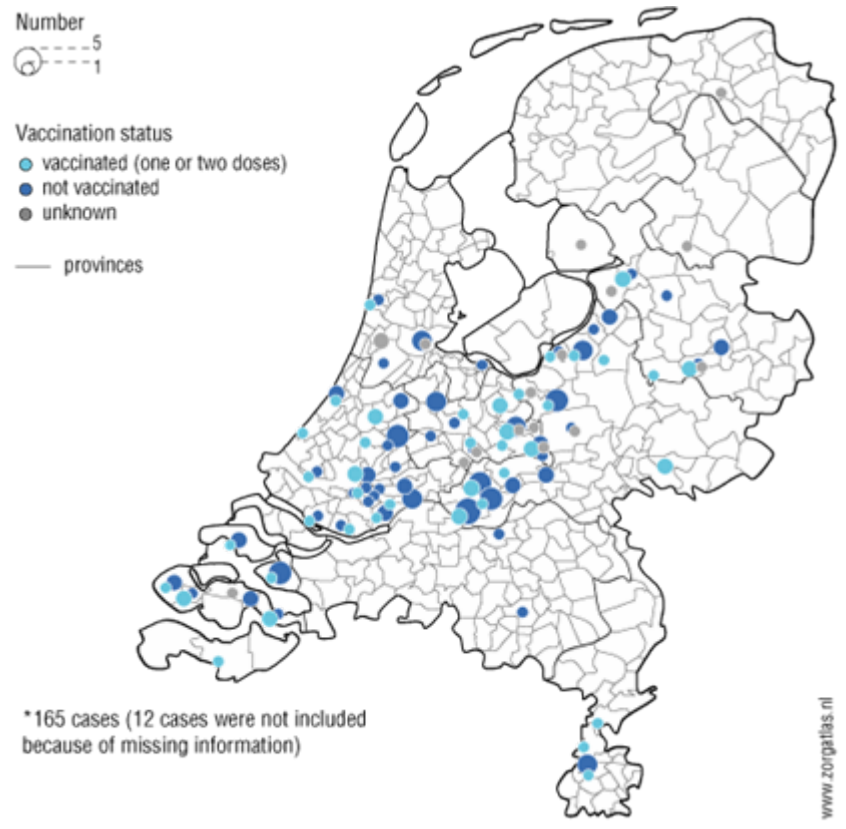 Number
5
1
Vaccination status
vaccinated (one or two doses)
not vaccinated
unknown
provinces
*165 cases (12 cases were not included
because of missing information)
www.zorgatlas.nl